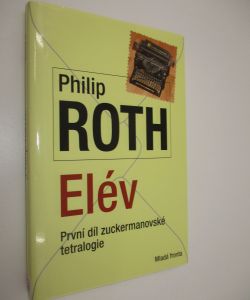 Philip
ROTH
Elév
První díl zuckermanovské
tetralogie
Mladá fronta